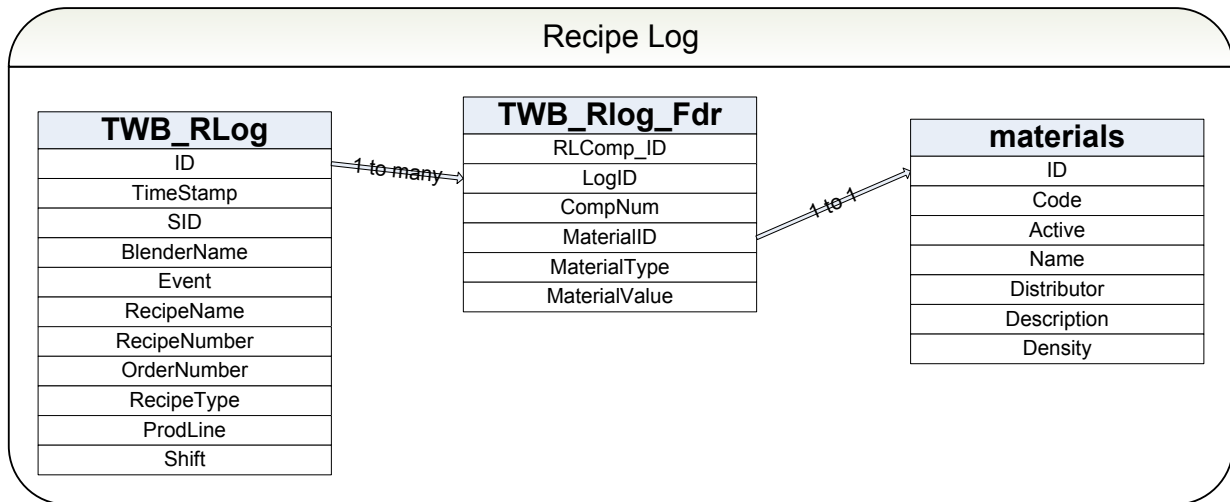 Recipe Log
TWB_RLog
ID
TimeStamp
SID
BlenderName
Event
RecipeName
RecipeNumber
OrderNumber
RecipeType
ProdLine
Shift
1 to many
TWB_Rlog_Fdr
RLComp_ID
LogID
CompNum
MaterialID
MaterialType
MaterialValue
1 to 1
materials
ID
Code
Active
Name
Distributor
Description
Density